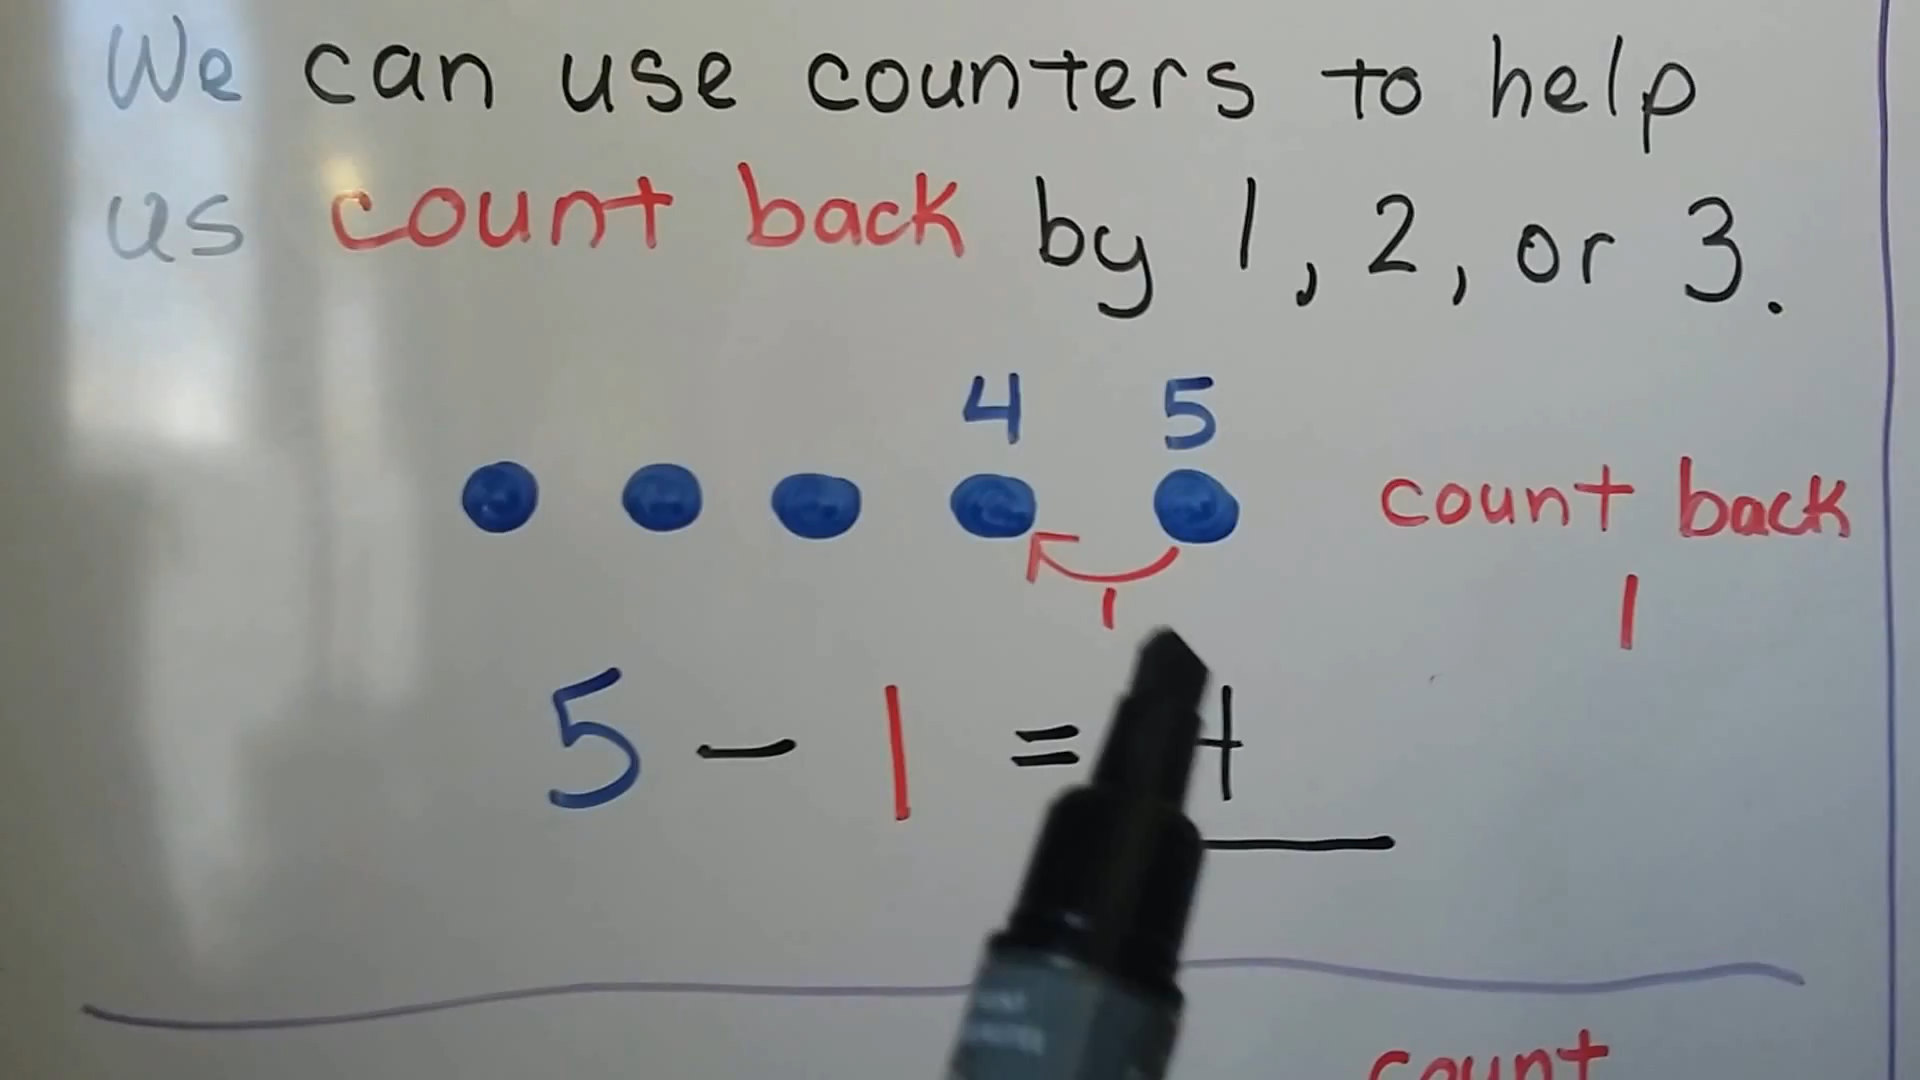 We can use counters to help
us count back by 1, 2, or 3.
4 5
count back
1
1
5 - 1 = 4
count